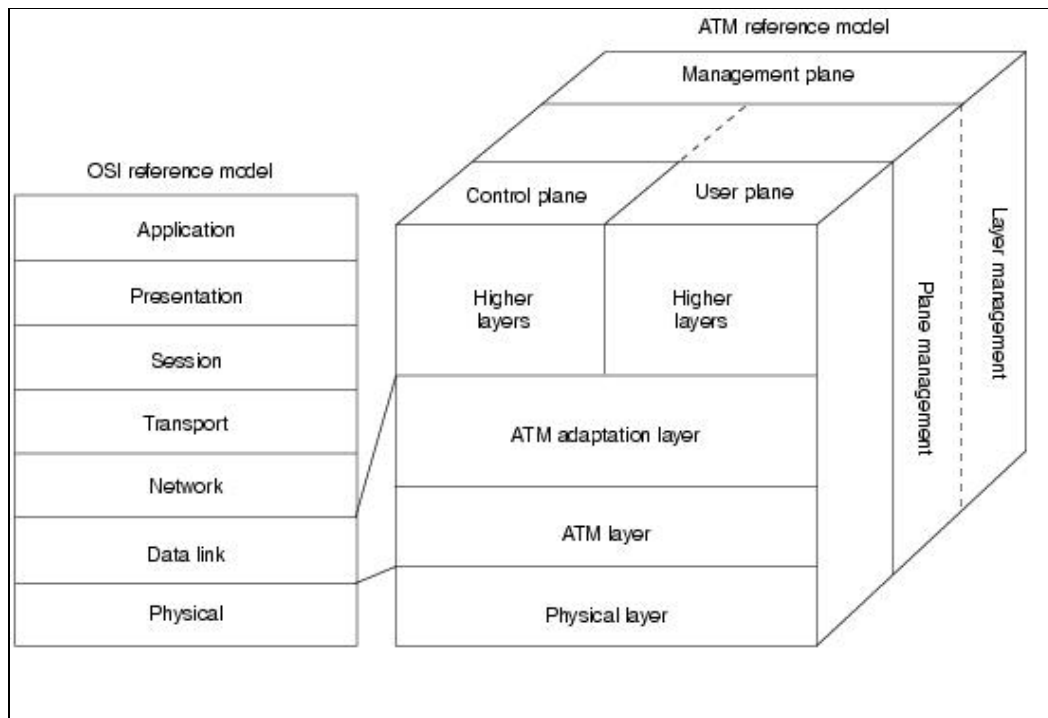 ATM reference model
Management plane
OSI reference model
Control plane
User plane
Application
Presentation
Session
Transport
Network
Data link
Physical
Higher
layers
Higher
layers
ATM adaptation layer
ATM layer
Physical layer
Plane management
Layer management